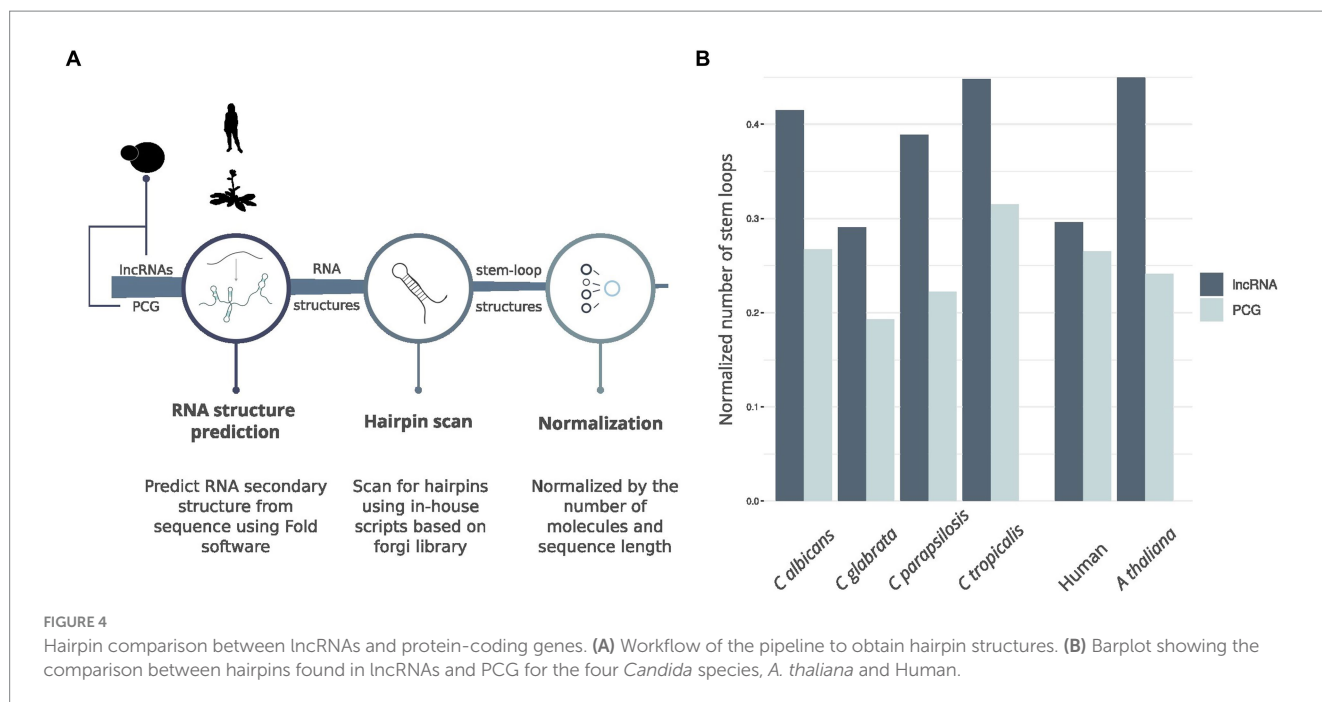 A
lncRNAs
PCG
RNA
structures
stem-loop
structures
RNA structure
prediction
Hairpin scan
Normalization
Predict RNA secondary
structure from
sequence using Fold
software
Scan for hairpins
using in-house
scripts based on
forgi library
Normalized by the
number of
molecules and
sequence length
B
Normalized number of stem loops
0.4
0.3
0.2
0.1
0.0
C albicans
C glabrata
C parapsilosis
C tropicalis
Human
A thaliana
lncRNA
PCG
FIGURE 4
Hairpin comparison between lncRNAs and protein-coding genes. (A) Workflow of the pipeline to obtain hairpin structures. (B) Barplot showing the
comparison between hairpins found in lncRNAs and PCG for the four Candida species, A. thaliana and Human.